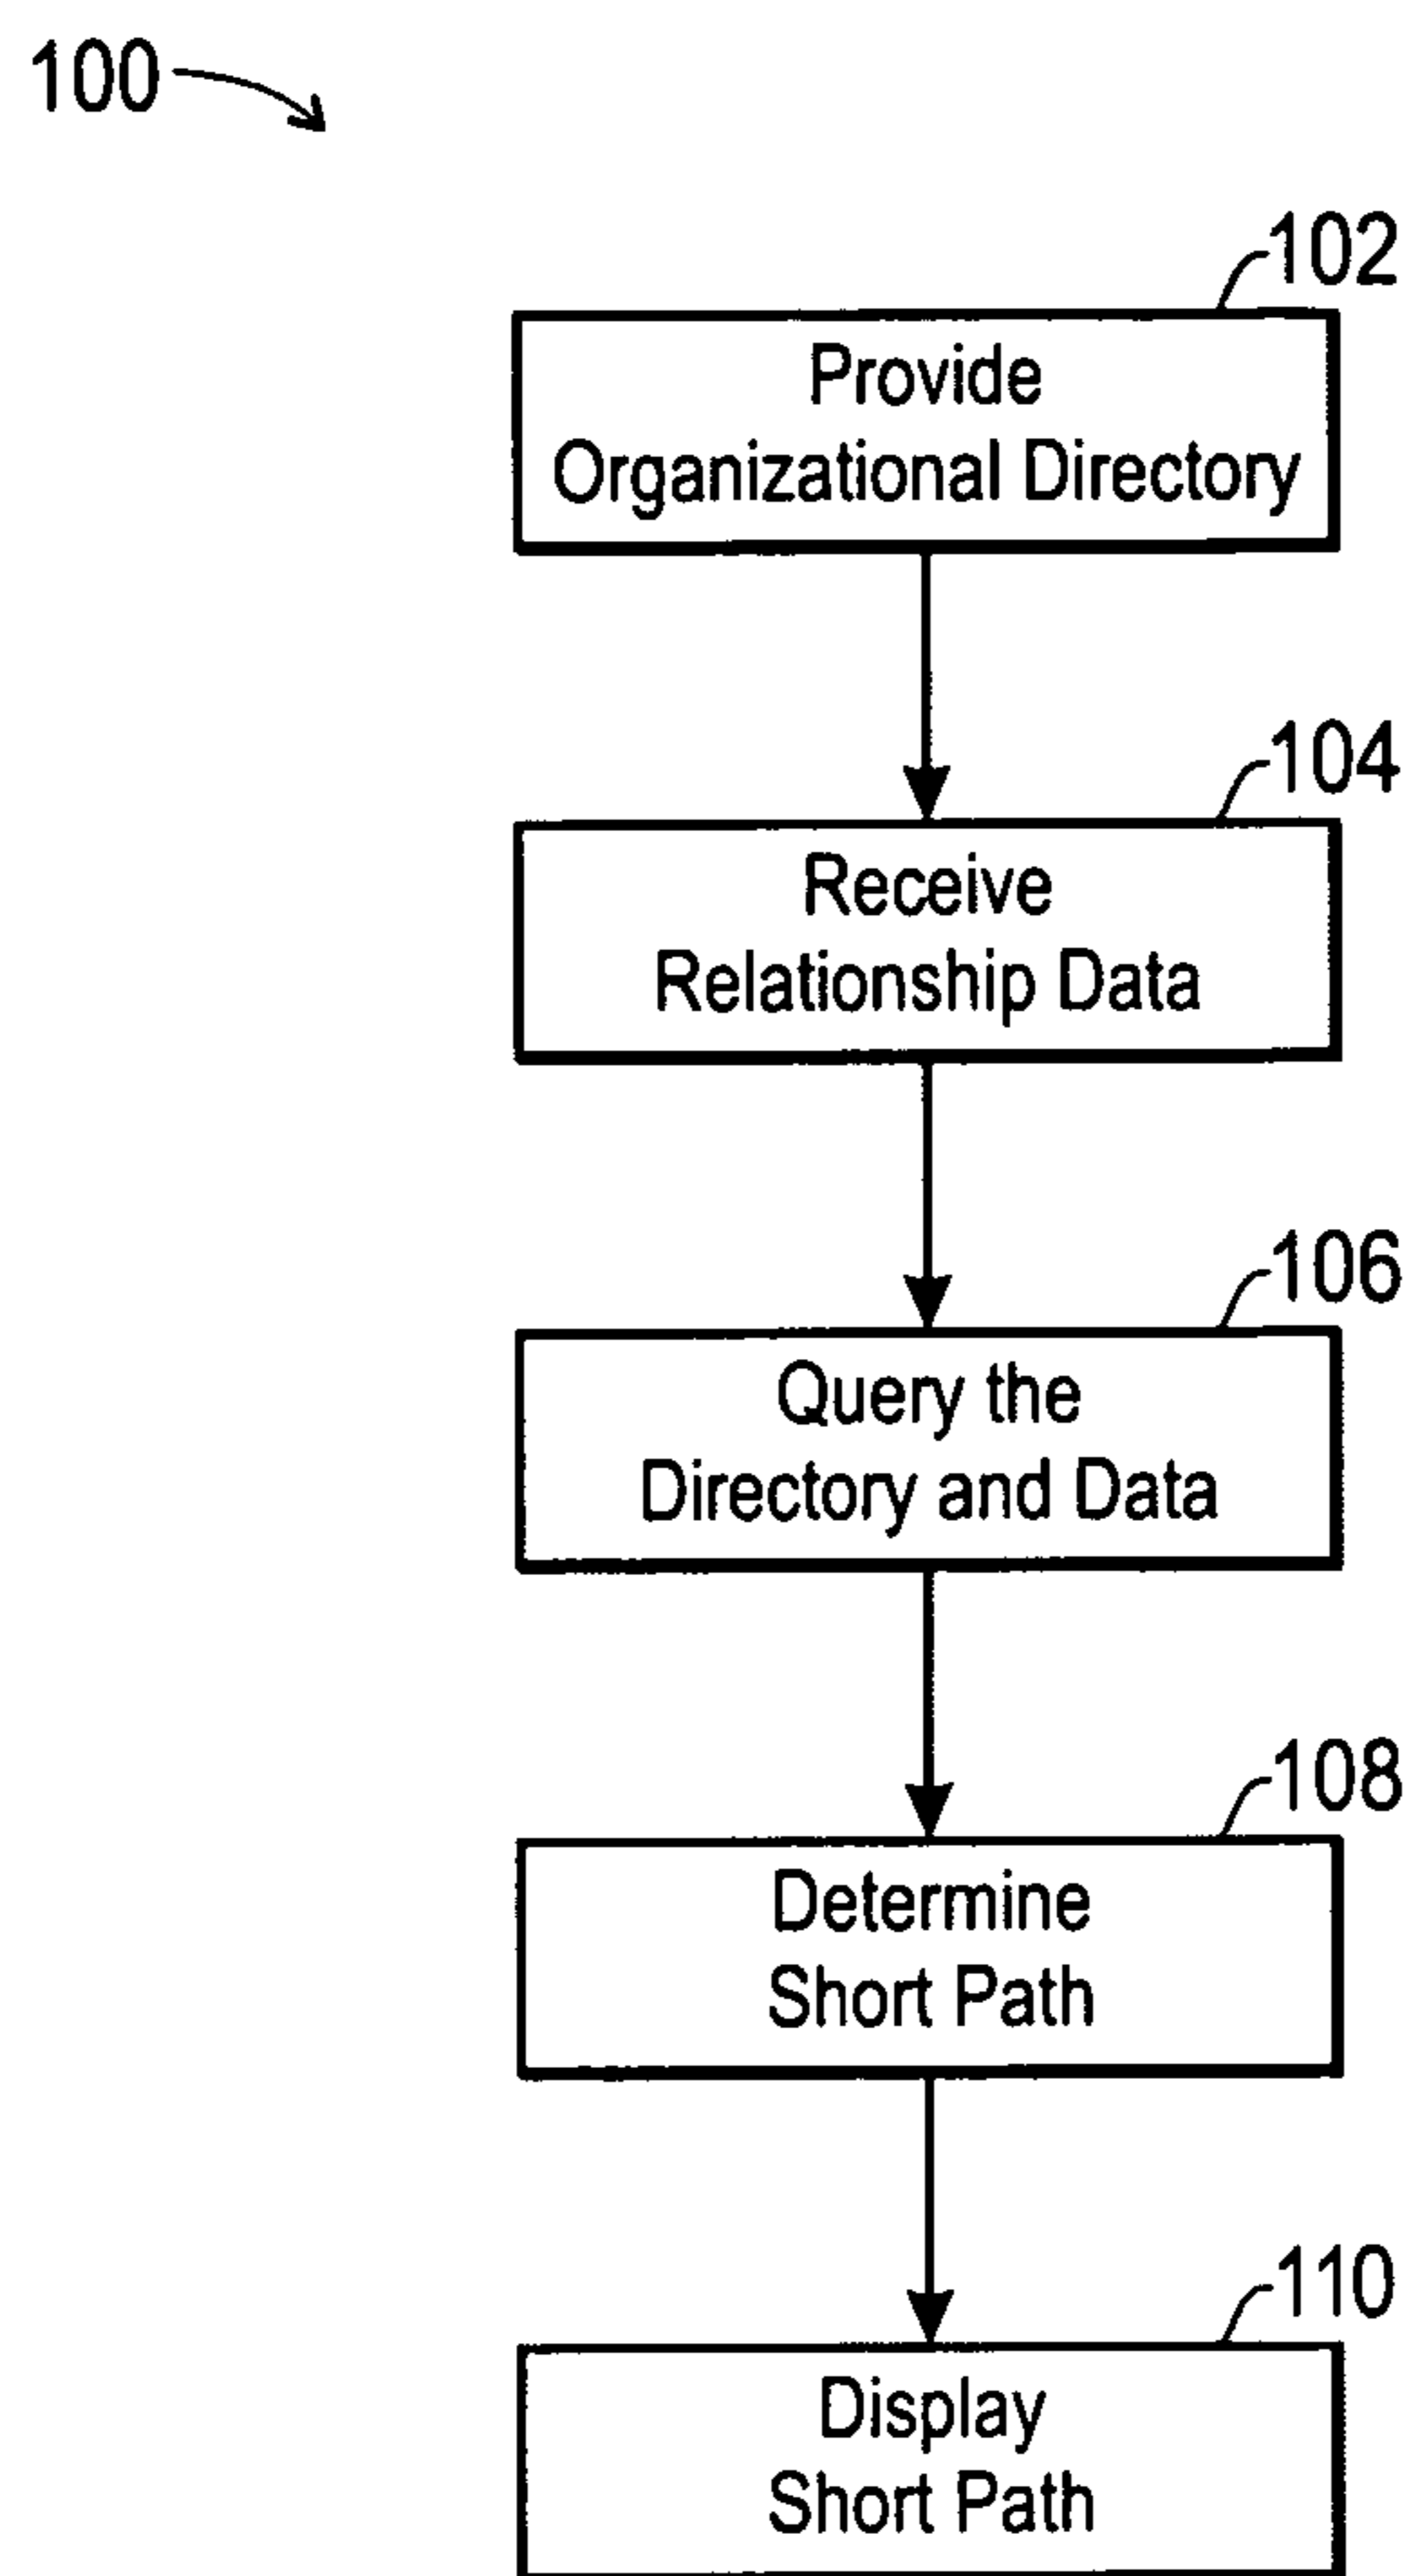 100
102
Provide
Organizational Directory
104
Receive
Relationship Data
106
Query the
Directory and Data
108
Determine
Short Path
110
Display
Short Path